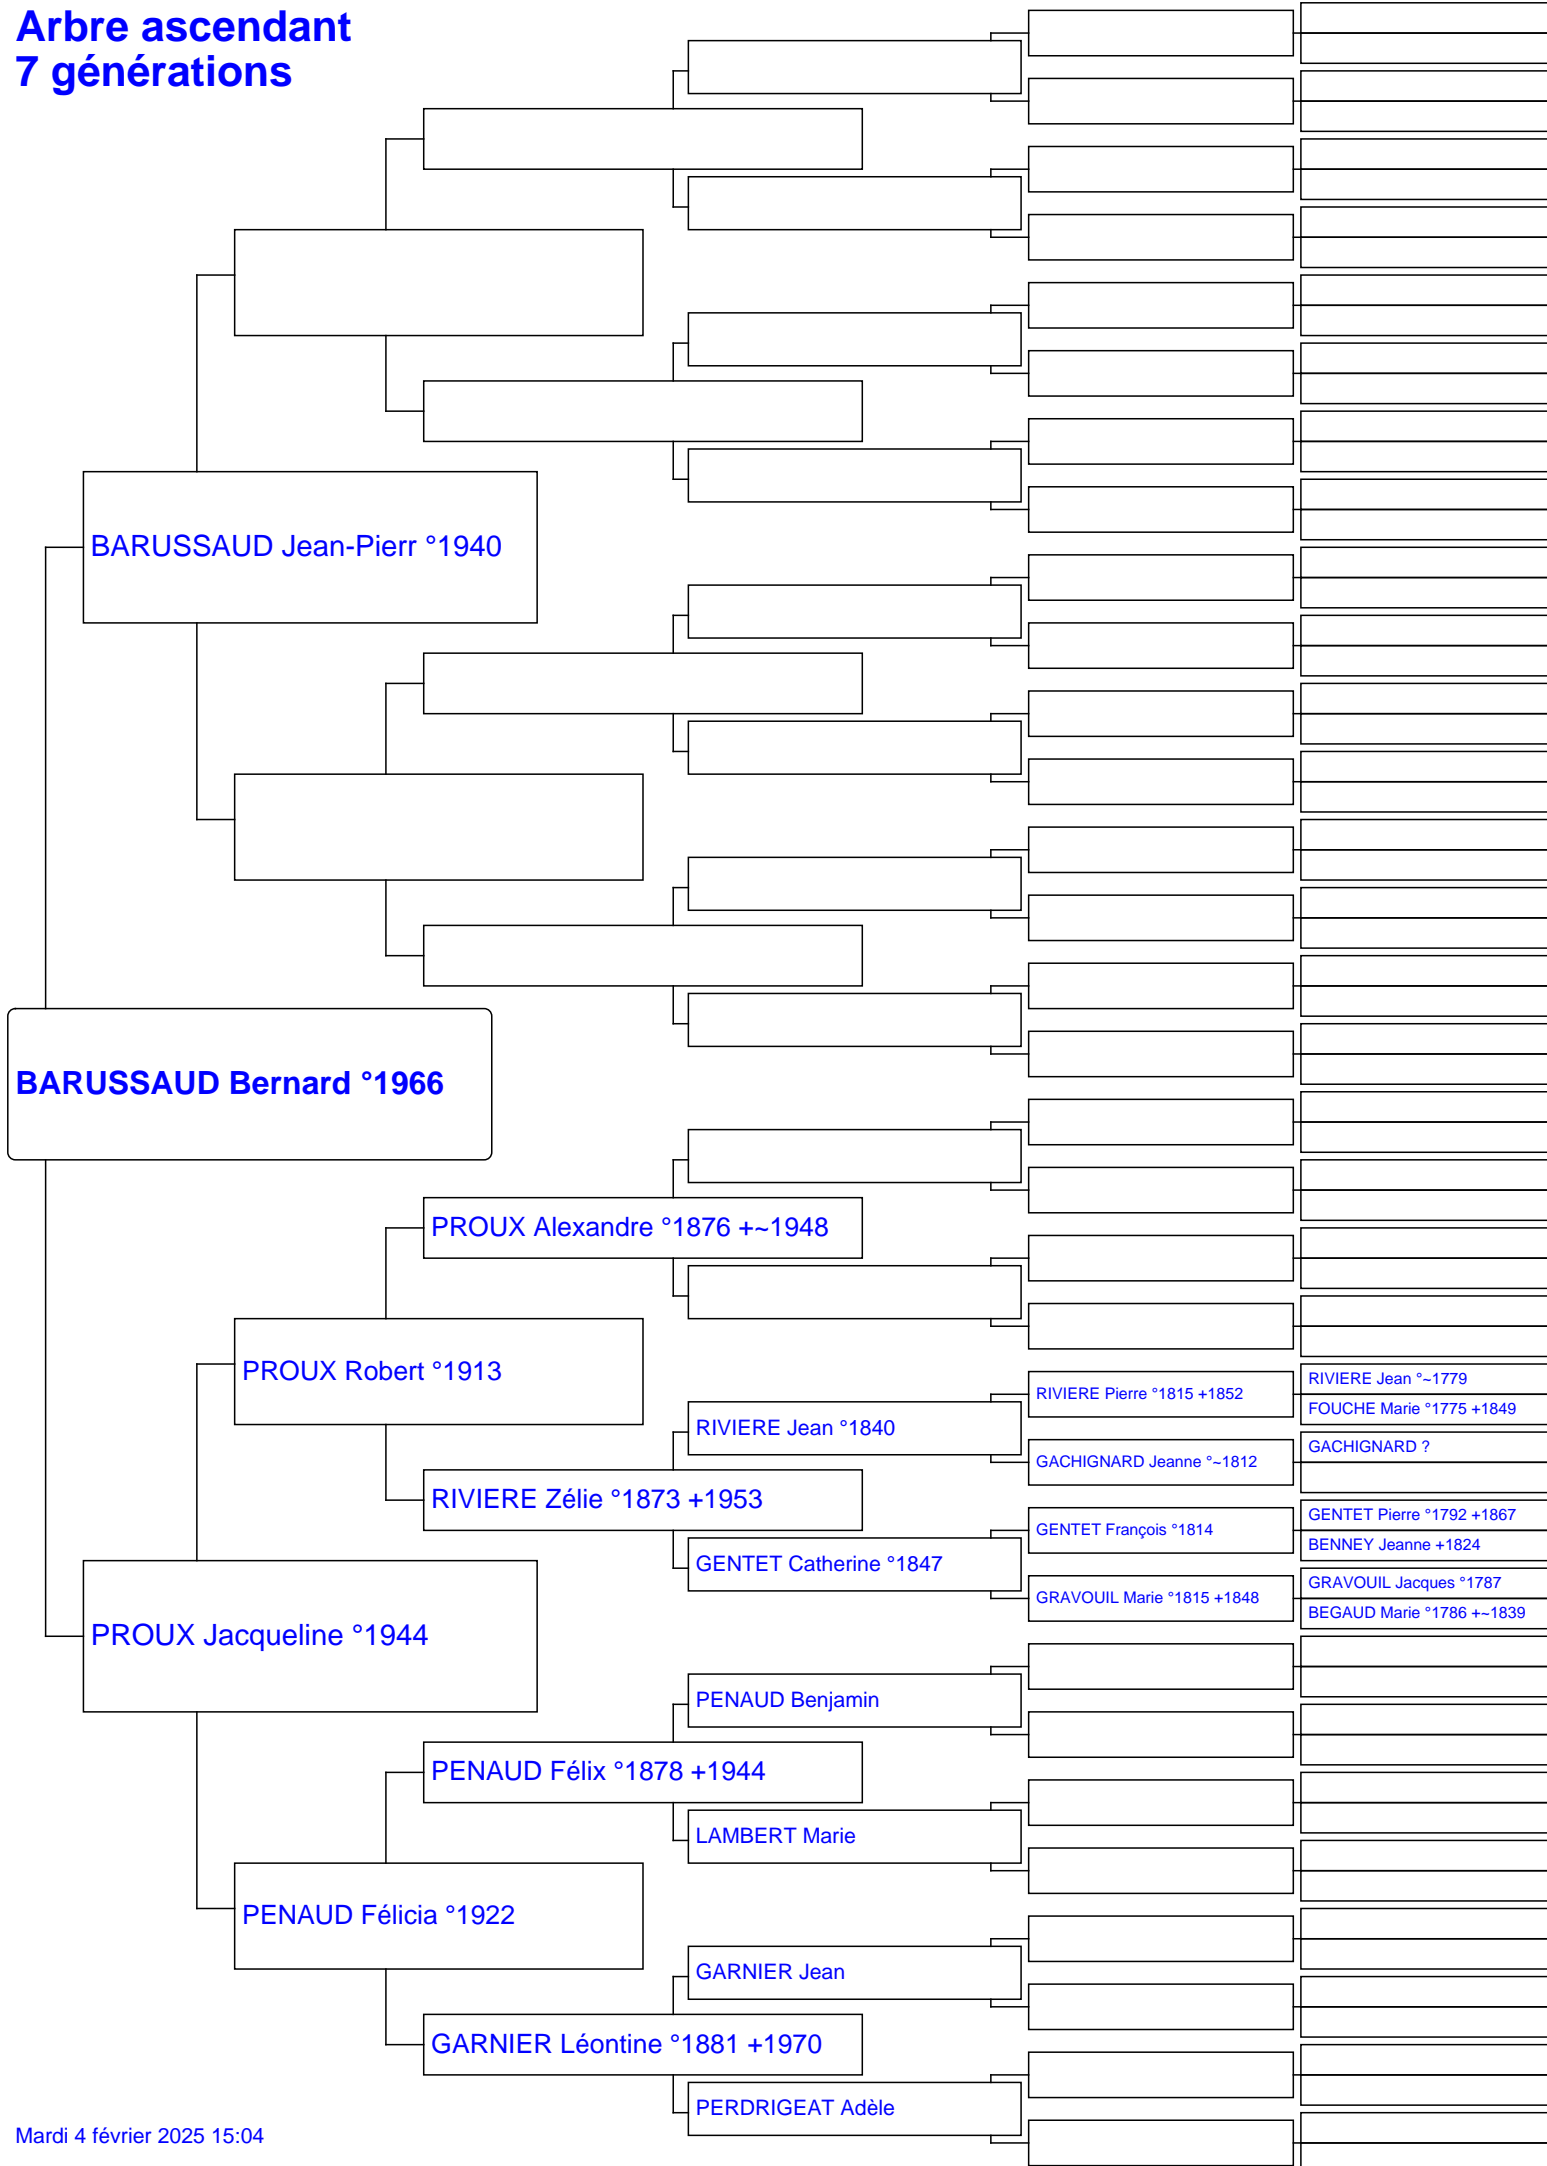 Arbre ascendant
7 générations
BARUSSAUD Jean-Pierr °1940
BARUSSAUD Bernard °1966
PROUX Alexandre °1876 +~1948
PROUX Robert °1913
RIVIERE Pierre °1815 +1852
RIVIERE Jean °~1779
FOUCHE Marie °1775 +1849
RIVIERE Jean °1840
GACHIGNARD Jeanne °~1812
GACHIGNARD ?
RIVIERE Zélie °1873 +1953
GENTET François °1814
GENTET Pierre °1792 +1867
BENNEY Jeanne +1824
GENTET Catherine °1847
GRAVOUIL Marie °1815 +1848
GRAVOUIL Jacques °1787
BEGAUD Marie °1786 +~1839
PROUX Jacqueline °1944
PENAUD Benjamin
PENAUD Félix °1878 +1944
LAMBERT Marie
PENAUD Félicia °1922
GARNIER Jean
GARNIER Léontine °1881 +1970
PERDRIGEAT Adèle
Mardi 4 février 2025 15:04